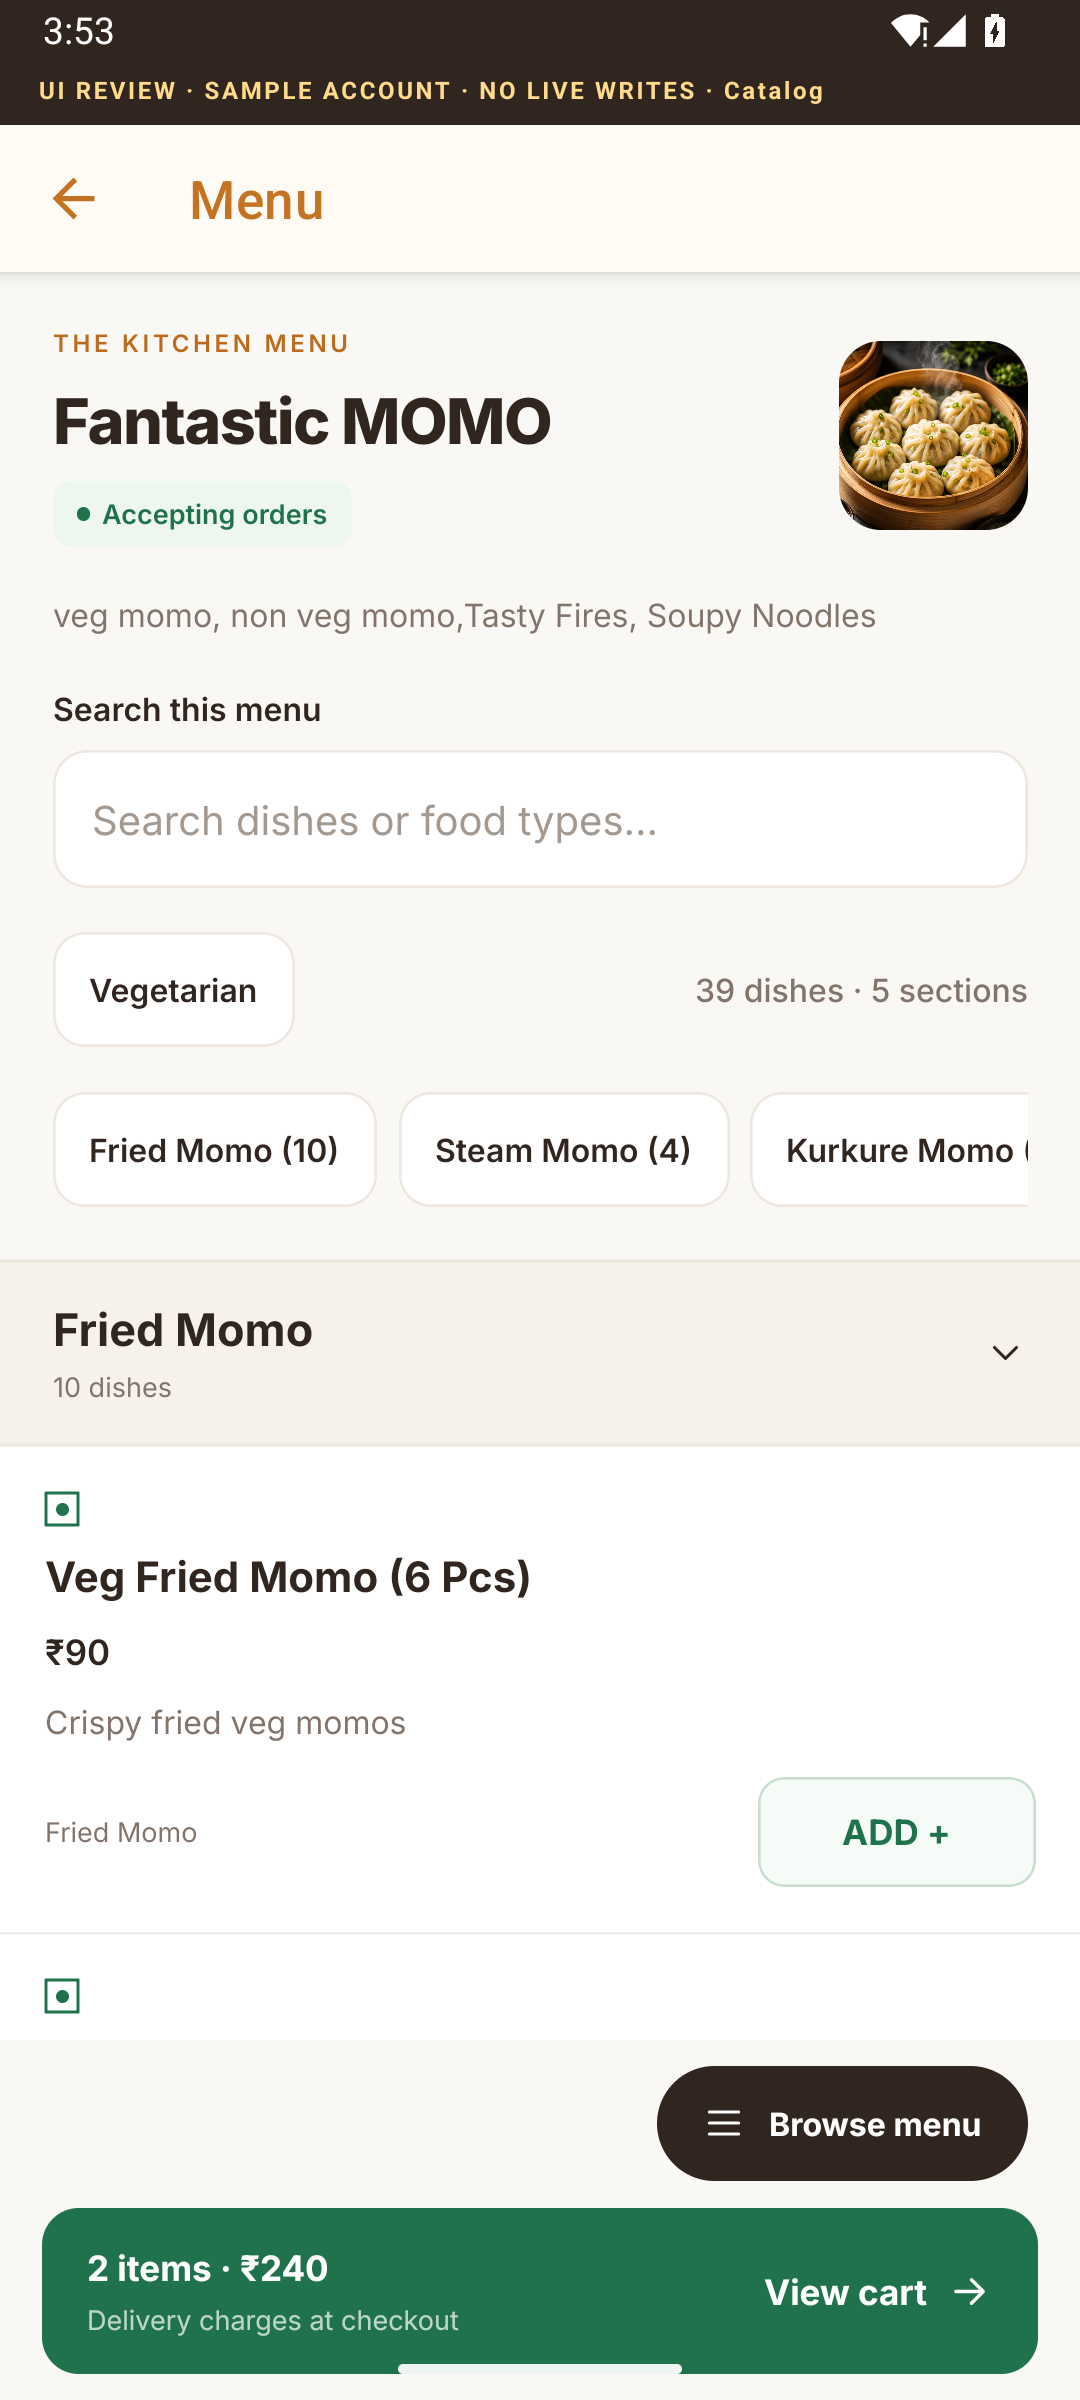 3:53
UI REVIEW · SAMPLE ACCOUNT · NO LIVE WRITES · Catalog
Menu
THE KITCHEN MENU
Fantastic MOMO
Accepting orders
veg momo, non veg momo,Tasty Fires, Soupy Noodles
Search this menu
Search dishes or food types...
Vegetarian
39 dishes · 5 sections
Fried Momo (10)
Steam Momo (4)
Kurkure Momo (
Fried Momo
10 dishes
Veg Fried Momo (6 Pcs)
₹90
Crispy fried veg momos
Fried Momo
ADD +
Browse menu
2 items · ₹240
Delivery charges at checkout
View cart